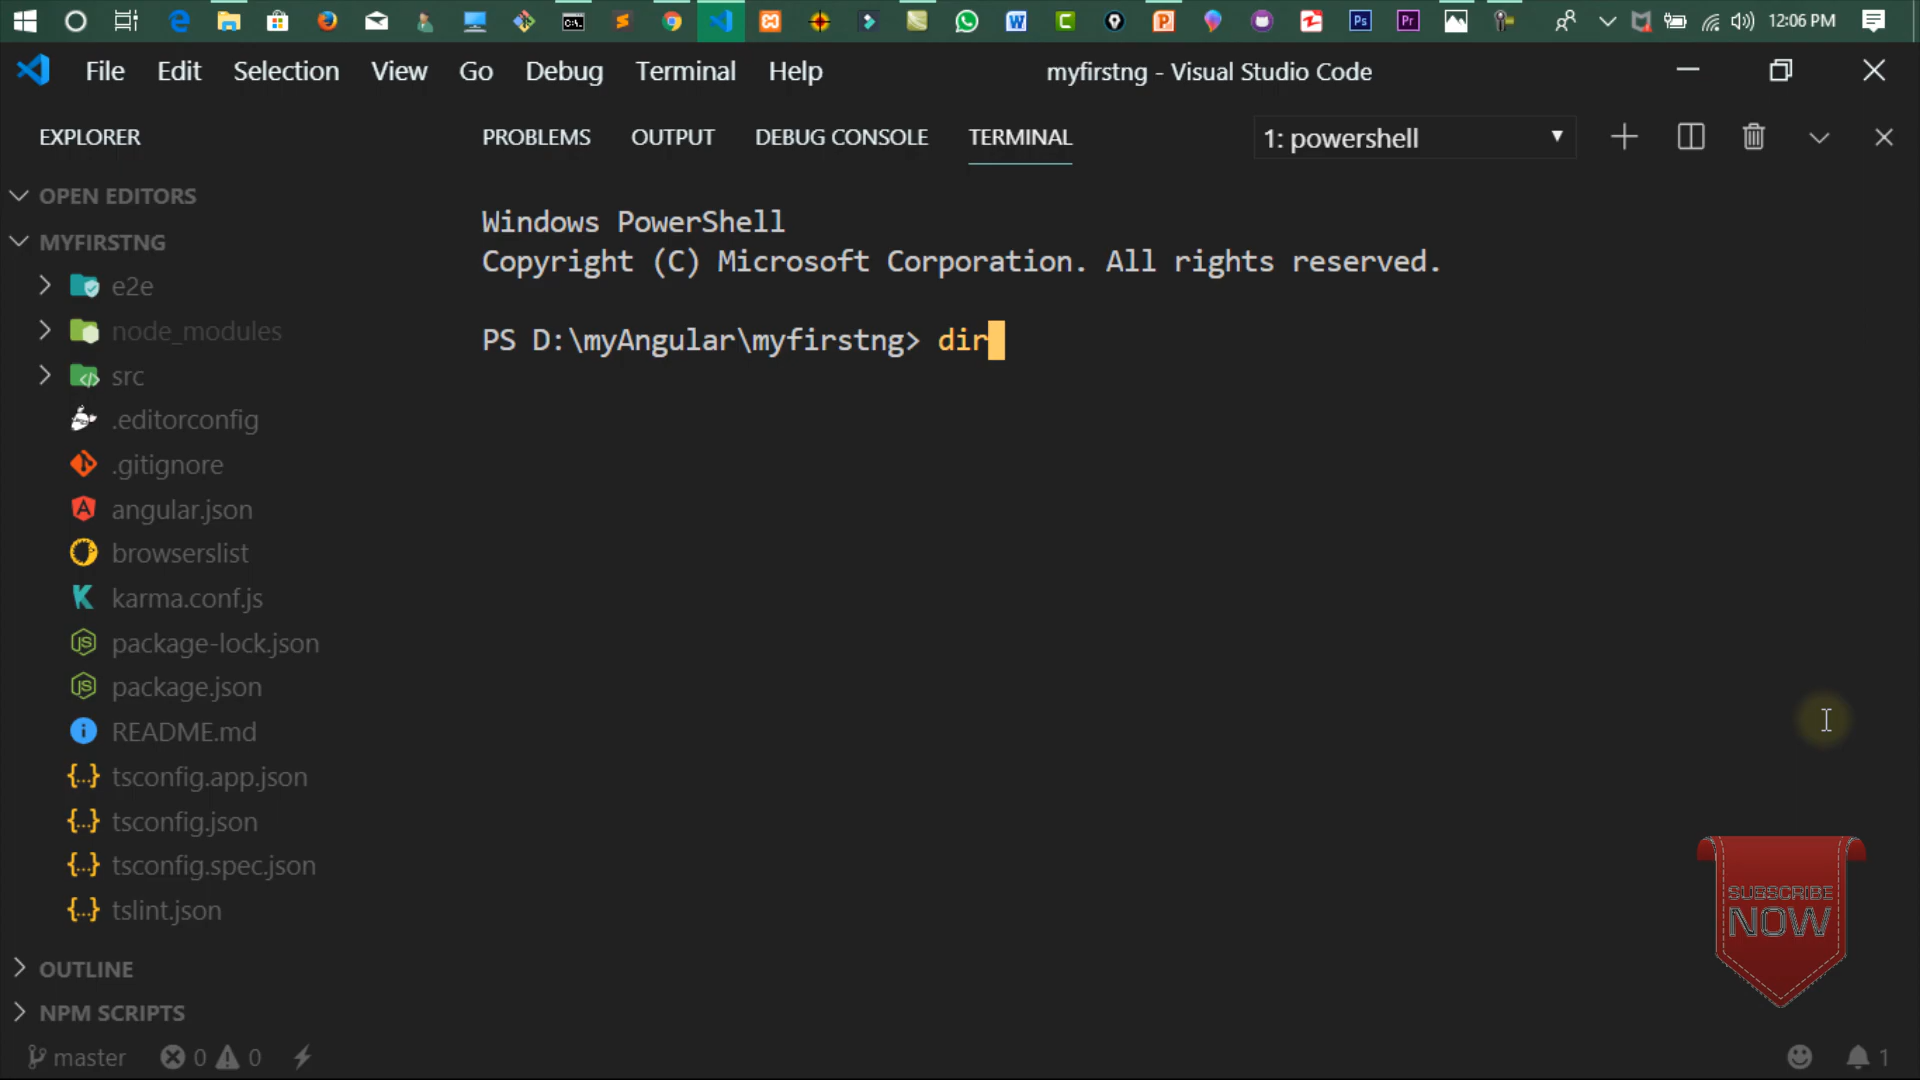 12:06 PM
File Edit Selection View Go Debug Terminal Help myfirstng - Visual Studio Code
EXPLORER
PROBLEMS OUTPUT DEBUG CONSOLE TERMINAL 1: powershell
OPEN EDITORS
MYFIRSTNG
e2e
node_modules
src
.editorconfig
.gitignore
angular.json
browserslist
karma.conf.js
package-lock.json
package.json
README.md
tsconfig.app.json
tsconfig.json
tsconfig.spec.json
tslint.json
OUTLINE
NPM SCRIPTS
master 0 0
Windows PowerShell
Copyright (C) Microsoft Corporation. All rights reserved.
PS D:\myAngular\myfirstng> dir
SUBSCRIBE
NOW
1